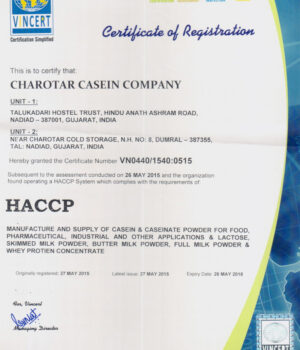 VINCERT
Certification Simplified
Certificate of Registration
This is to certify that:
CHAROTAR CASEIN COMPANY
UNIT - 1:
TALUKADARI HOSTEL TRUST, HINDU ANATH ASHRAM ROAD,
NADIAD – 387001, GUJARAT, INDIA
UNIT - 2:
NEAR CHAROTAR COLD STORAGE, N.H. NO: 8, DUMRAL – 387355,
TAL: NADIAD, GUJARAT, INDIA
Hereby granted the Certificate Number VN0440/1540:0515
Subsequent to the assessment conducted on 26 MAY 2015 and the organization
found operating a HACCP System which complies with the requirements of
HACCP
MANUFACTURE AND SUPPLY OF CASEIN & CASEINATE POWDER FOR FOOD,
PHARMACEUTICAL, INDUSTRIAL AND OTHER APPLICATIONS & LACTOSE,
SKIMMED MILK POWDER, BUTTER MILK POWDER, FULL MILK POWDER &
WHEY PROTIEN CONCENTRATE
Originally registered: 27 MAY 2015 Latest issue: 27 MAY 2015 Expiry Date: 26 MAY 2018
For, Vincert
Managing Director
VINCERT